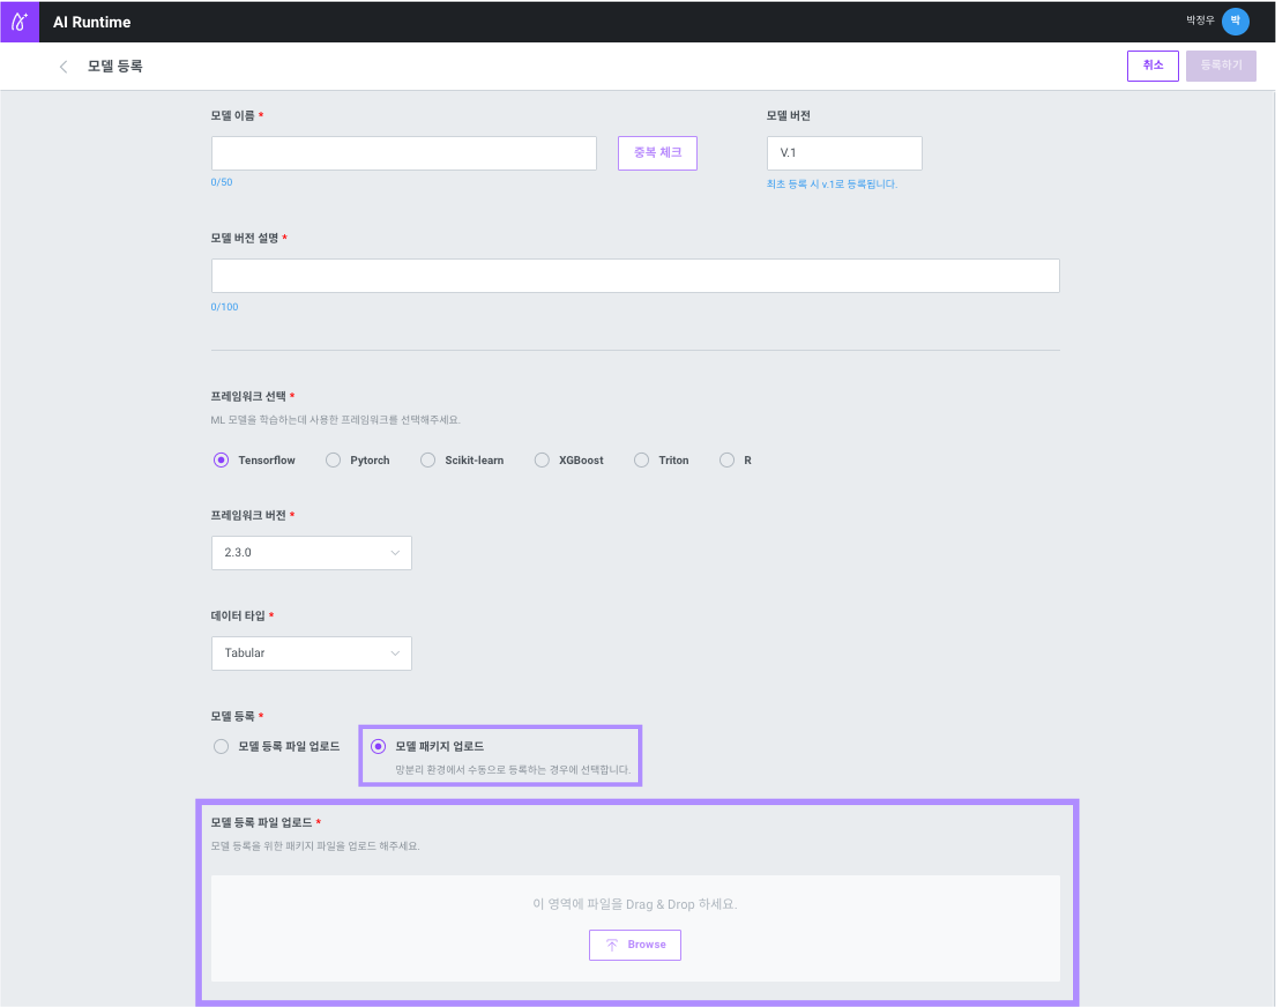 AI Runtime
박정우 박
모델 등록
취소 등록하기
모델 이름 * 모델 버전
중복 체크 V.1
0/50 최초 등록 시 v.1로 등록됩니다.
모델 버전 설명 *
0/100
프레임워크 선택 *
ML 모델을 학습하는데 사용한 프레임워크를 선택해주세요.
Tensorflow Pytorch Scikit-learn XGBoost Triton R
프레임워크 버전 *
2.3.0
데이터 타입 *
Tabular
모델 등록 *
모델 등록 파일 업로드 모델 패키지 업로드
망분리 환경에서 수동으로 등록하는 경우에 선택합니다.
모델 등록 파일 업로드 *
모델 등록을 위한 패키지 파일을 업로드 해주세요.
이 영역에 파일을 Drag & Drop 하세요.
Browse